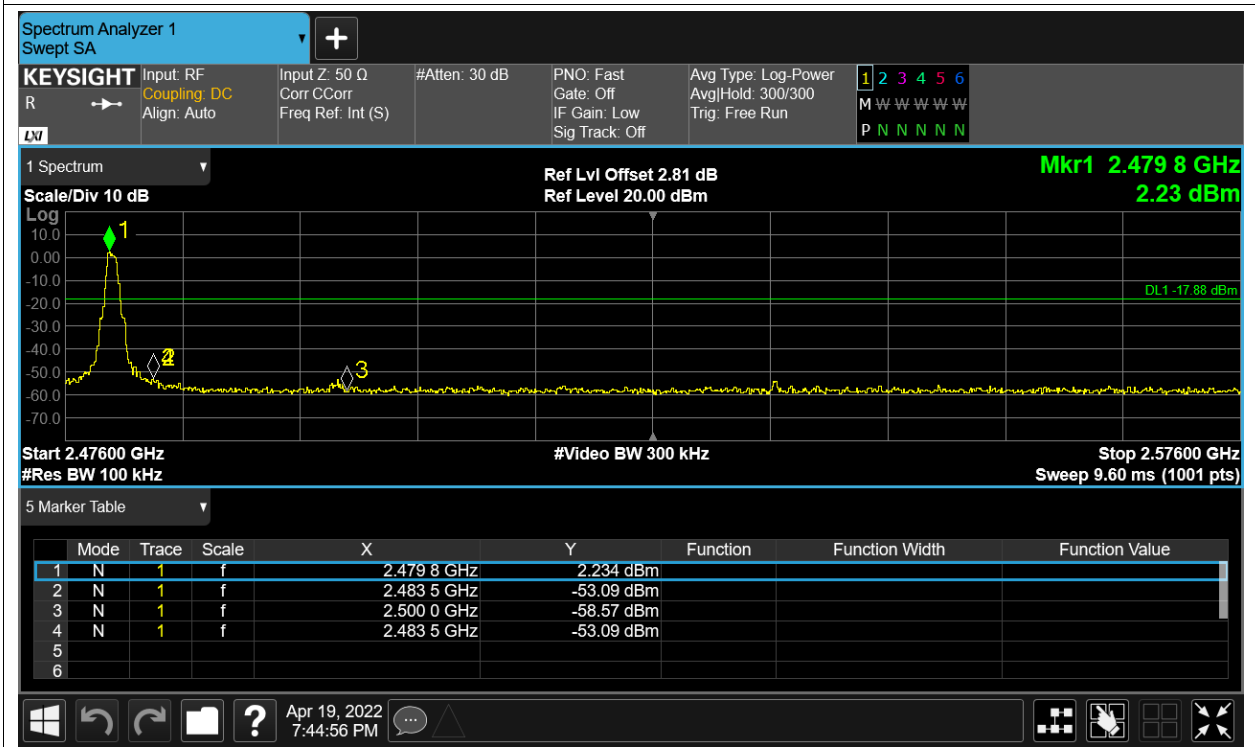 Spectrum Analyzer 1
Swept SA
KEYSIGHT
R
LXI
Input: RF
Coupling: DC
Align: Auto
Input Z: 50 Ω
Corr CCorr
Freq Ref: Int (S)
#Atten: 30 dB
PNO: Fast
Gate: Off
IF Gain: Low
Sig Track: Off
Avg Type: Log-Power
Avg|Hold: 300/300
Trig: Free Run
1 2 3 4 5 6
M W W W W W
P N N N N N
1 Spectrum
Scale/Div 10 dB
Ref Lvl Offset 2.81 dB
Ref Level 20.00 dBm
Mkr1 2.479 8 GHz
2.23 dBm
Log
10.0
0.00
-10.0
-20.0
-30.0
-40.0
-50.0
-60.0
-70.0
1
3
DL1 -17.88 dBm
Start 2.47600 GHz
#Video BW 300 kHz
Stop 2.57600 GHz
#Res BW 100 kHz
Sweep 9.60 ms (1001 pts)
5 Marker Table
Mode Trace Scale X Y Function Function Width Function Value
1 N 1 f 2.479 8 GHz 2.234 dBm
2 N 1 f 2.483 5 GHz -53.09 dBm
3 N 1 f 2.500 0 GHz -58.57 dBm
4 N 1 f 2.483 5 GHz -53.09 dBm
5
6
?
Apr 19, 2022
7:44:56 PM